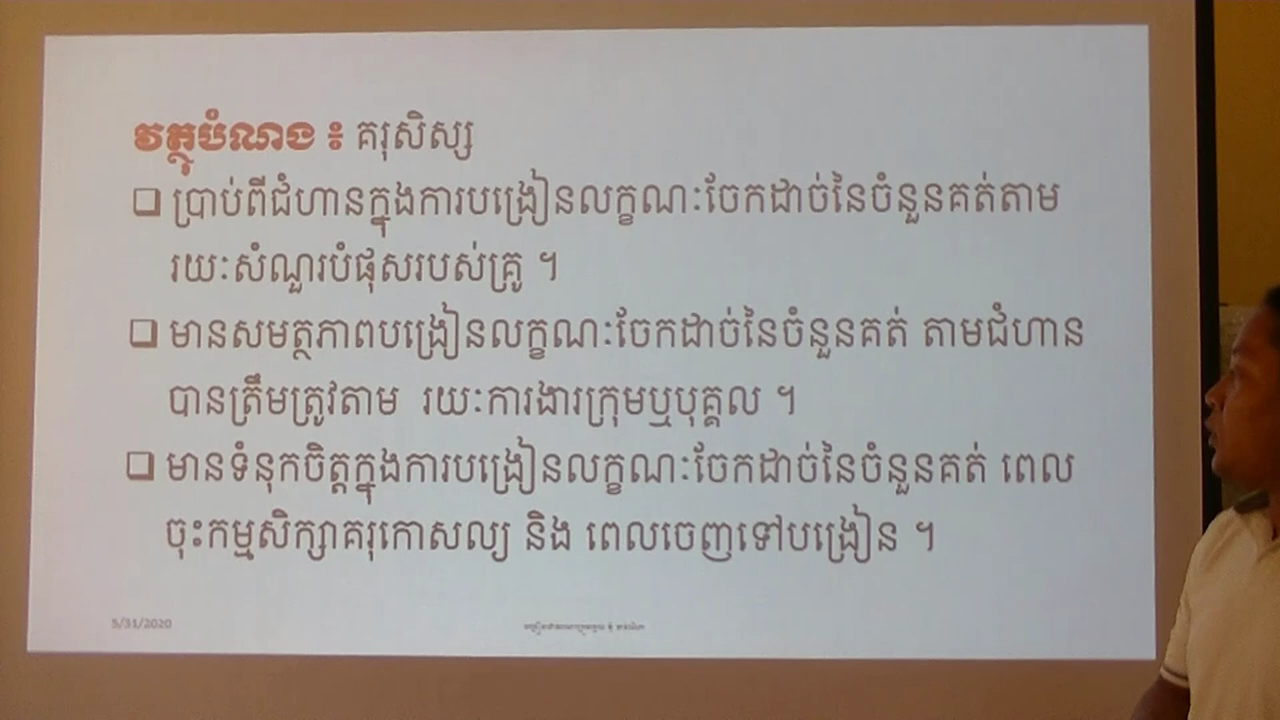 វត្ថុបំណង ៖ គរុសិស្ស
❑ ប្រាប់ពីជំហានក្នុងការបង្រៀនលក្ខណៈចែកដាច់នៃចំនួនគត់តាម
រយៈសំណួរបំផុសរបស់គ្រូ ។
❑ មានសមត្ថភាពបង្រៀនលក្ខណៈចែកដាច់នៃចំនួនគត់ តាមជំហាន
បានត្រឹមត្រូវតាម រយៈការងារក្រុមឬបុគ្គល ។
❑ មានទំនុកចិត្តក្នុងការបង្រៀនលក្ខណៈចែកដាច់នៃចំនួនគត់ ពេល
ចុះកម្មសិក្សាគរុកោសល្យ និង ពេលចេញទៅបង្រៀន ។
5/31/2020